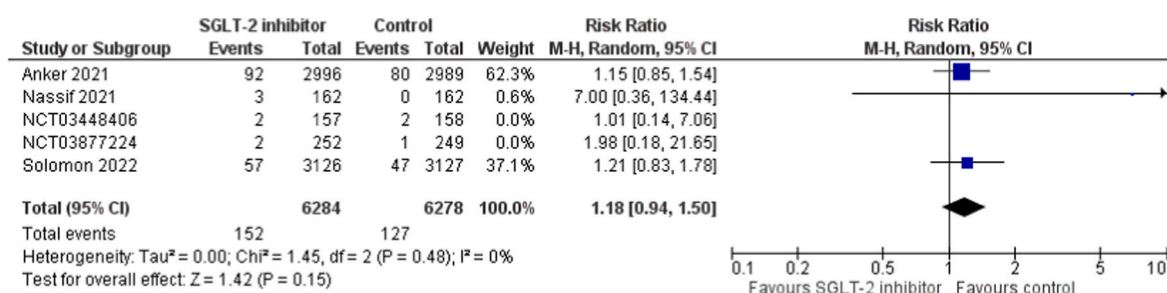 SGLT-2 inhibitor Control Risk Ratio Risk Ratio
Study or Subgroup Events Total Events Total Weight M-H, Random, 95% CI M-H, Random, 95% CI
Anker 2021 92 2996 80 2989 62.3% 1.15 [0.85, 1.54]
Nassif 2021 3 162 0 162 0.6% 7.00 [0.36, 134.44]
NCT03448406 2 157 2 158 0.0% 1.01 [0.14, 7.06]
NCT03877224 2 252 1 249 0.0% 1.98 [0.18, 21.65]
Solomon 2022 57 3126 47 3127 37.1% 1.21 [0.83, 1.78]
Total (95% CI) 6284 6278 100.0% 1.18 [0.94, 1.50]
Total events 152 127
Heterogeneity: Tau² = 0.00; Chi² = 1.45, df = 2 (P = 0.48); I² = 0%
Test for overall effect: Z = 1.42 (P = 0.15)
0.1 0.2 0.5 1 2 5 10
Favours SGLT-2 inhibitor Favours control